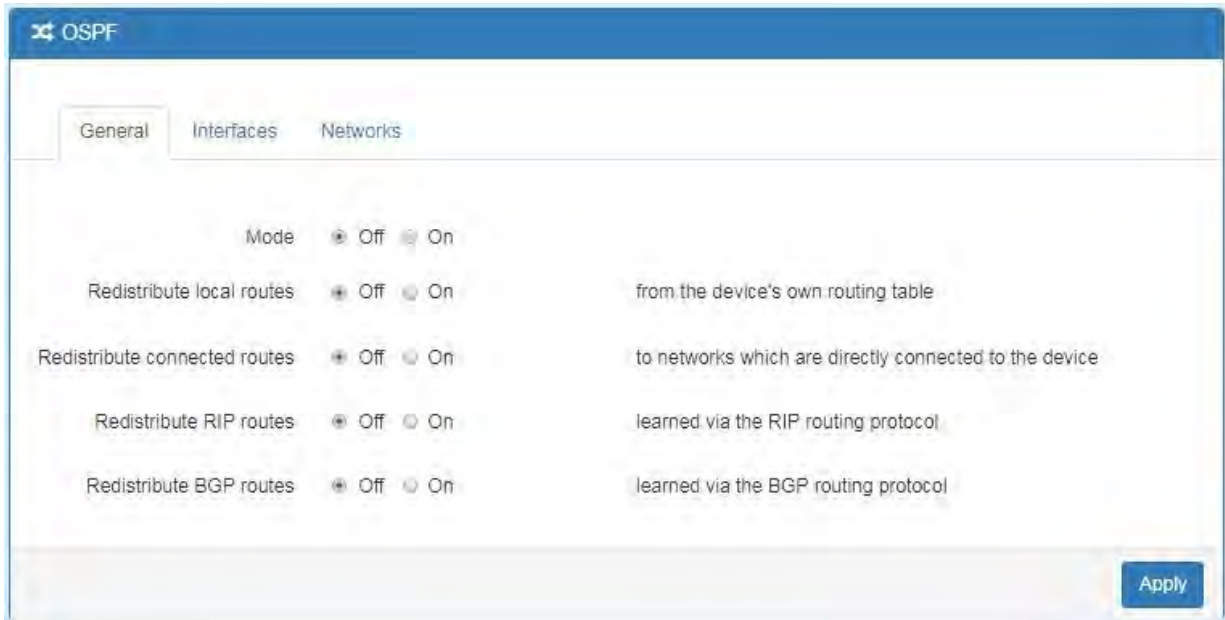 OSPF
General Interfaces Networks
Mode Off On
Redistribute local routes Off On from the device's own routing table
Redistribute connected routes Off On to networks which are directly connected to the device
Redistribute RIP routes Off On learned via the RIP routing protocol
Redistribute BGP routes Off On learned via the BGP routing protocol
Apply